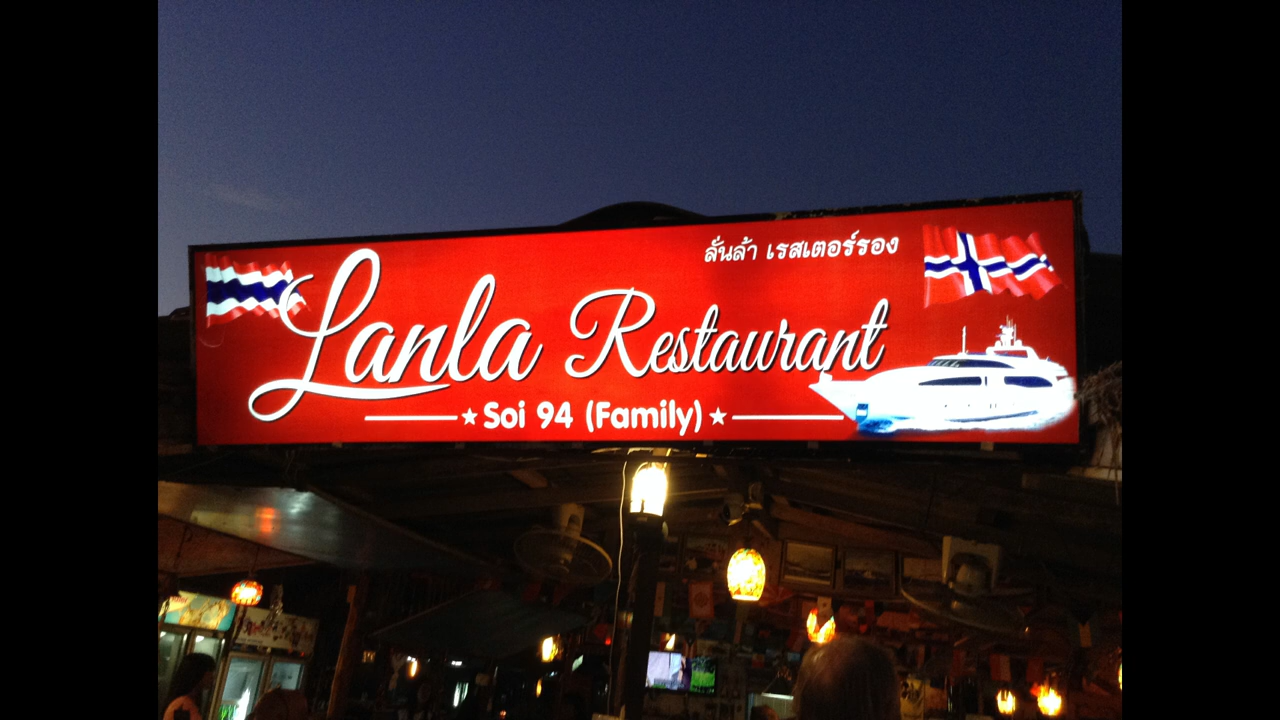 ลั่นล้า เรสเตอร์รอง
Lanla Restaurant
Soi 94 (Family)